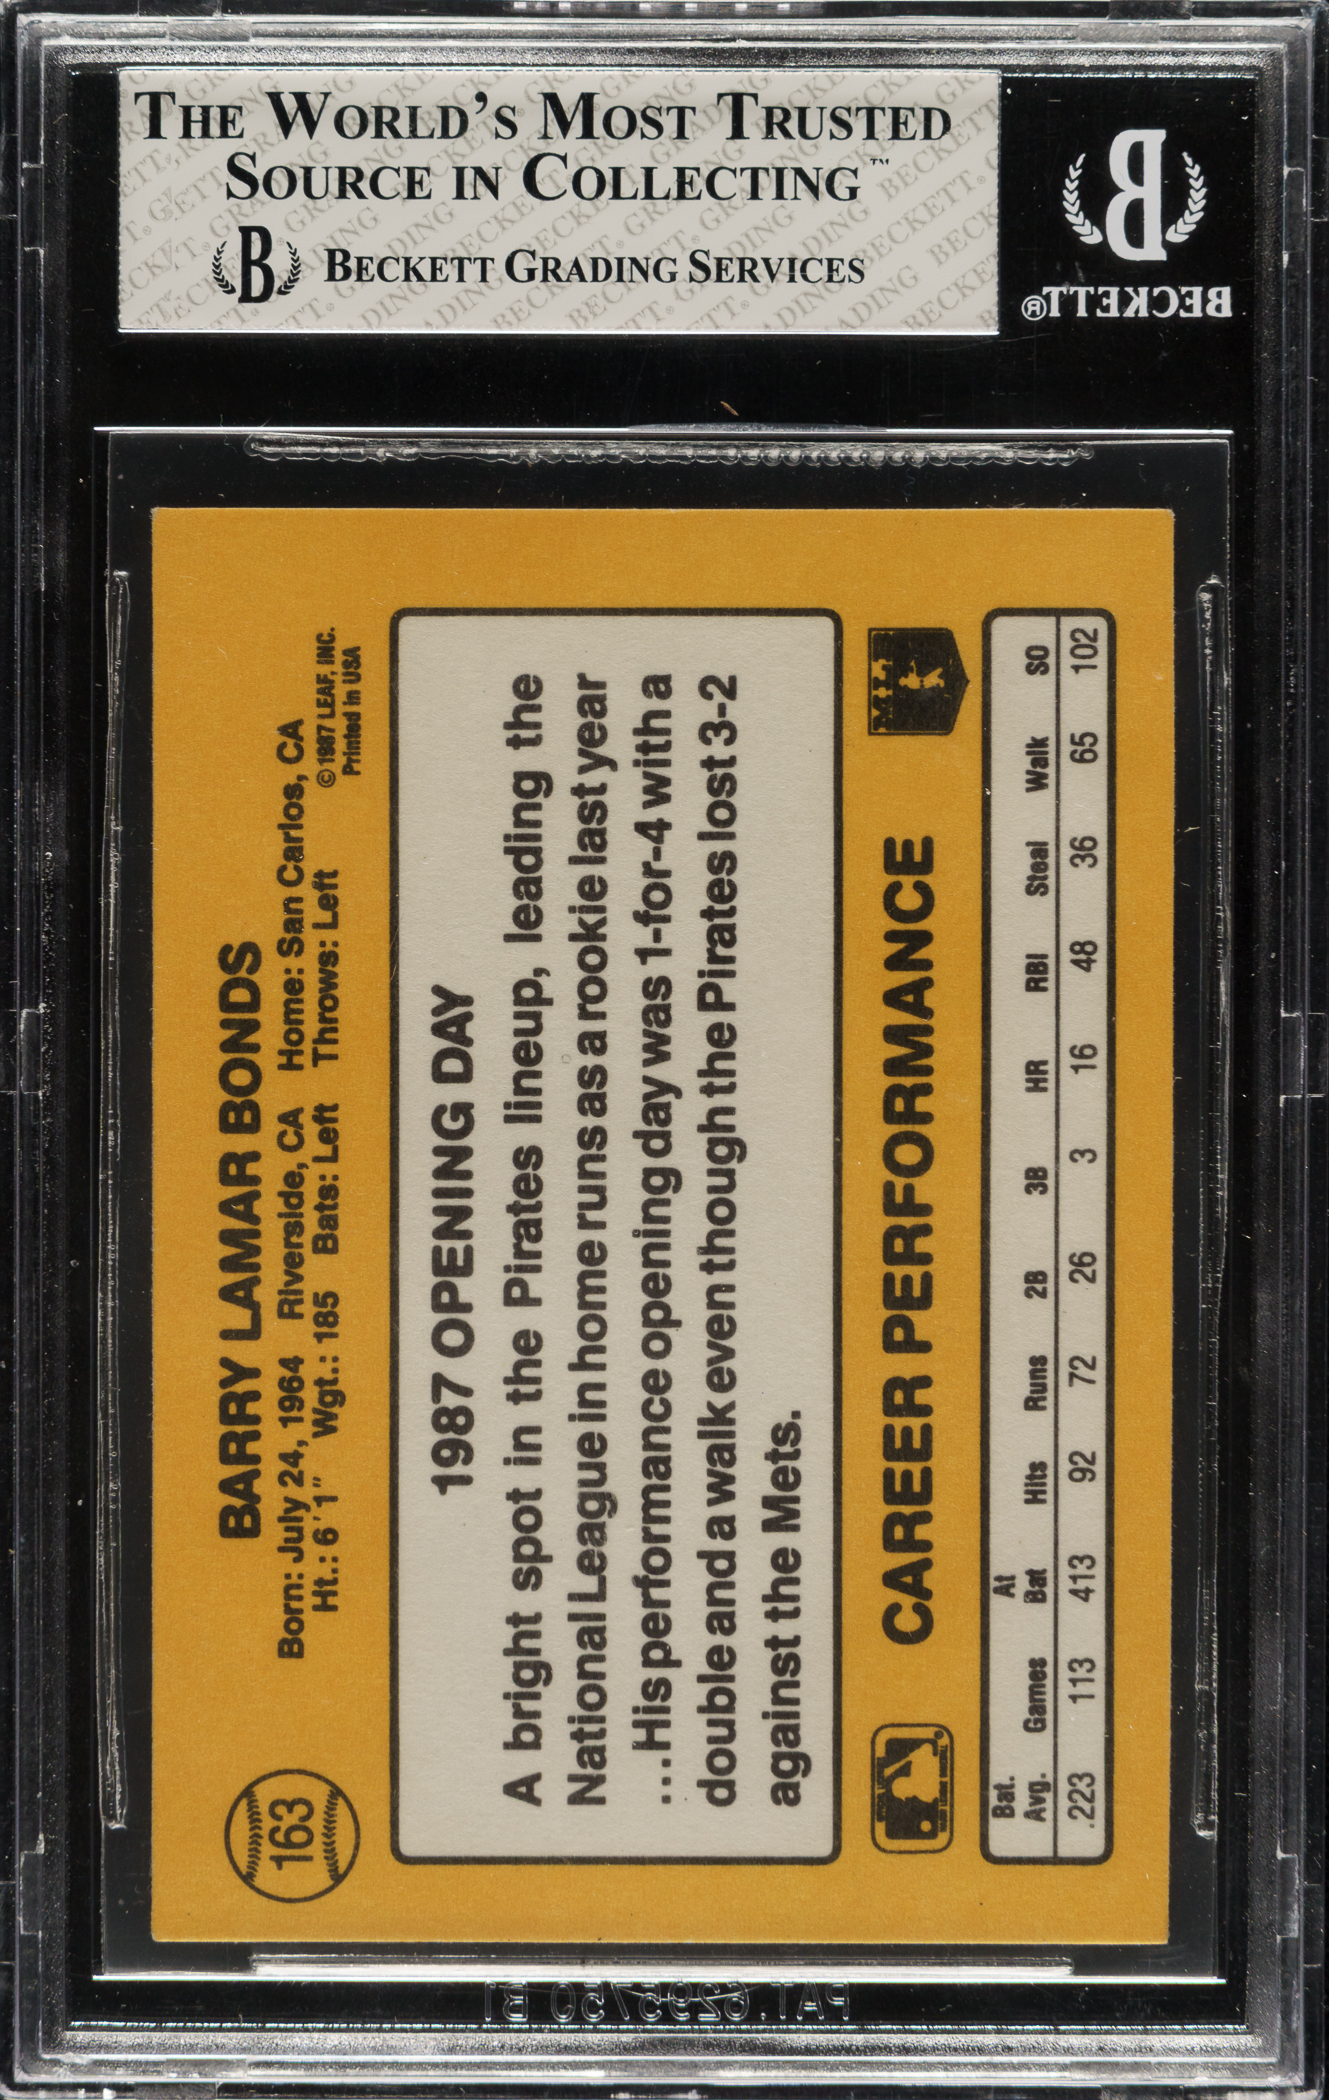 THE WORLD'S MOST TRUSTED
SOURCE IN COLLECTING™
B BECKETT GRADING SERVICES
B
BECKETT®
163
BARRY LAMAR BONDS
Born: July 24, 1964 Riverside, CA Home: San Carlos, CA
Ht.: 6'1" Wgt.: 185 Bats: Left Throws: Left
©1987 LEAF, INC.
Printed in USA
1987 OPENING DAY
A bright spot in the Pirates lineup, leading the
National League in home runs as a rookie last year
...His performance opening day was 1-for-4 with a
double and a walk even though the Pirates lost 3-2
against the Mets.
CAREER PERFORMANCE
MLB
Bat. Avg. Games At Bat Hits Runs 2B 3B HR RBI Steal Walk SO
.223 113 413 92 72 26 3 16 48 36 65 102
PAT.6295750 B1